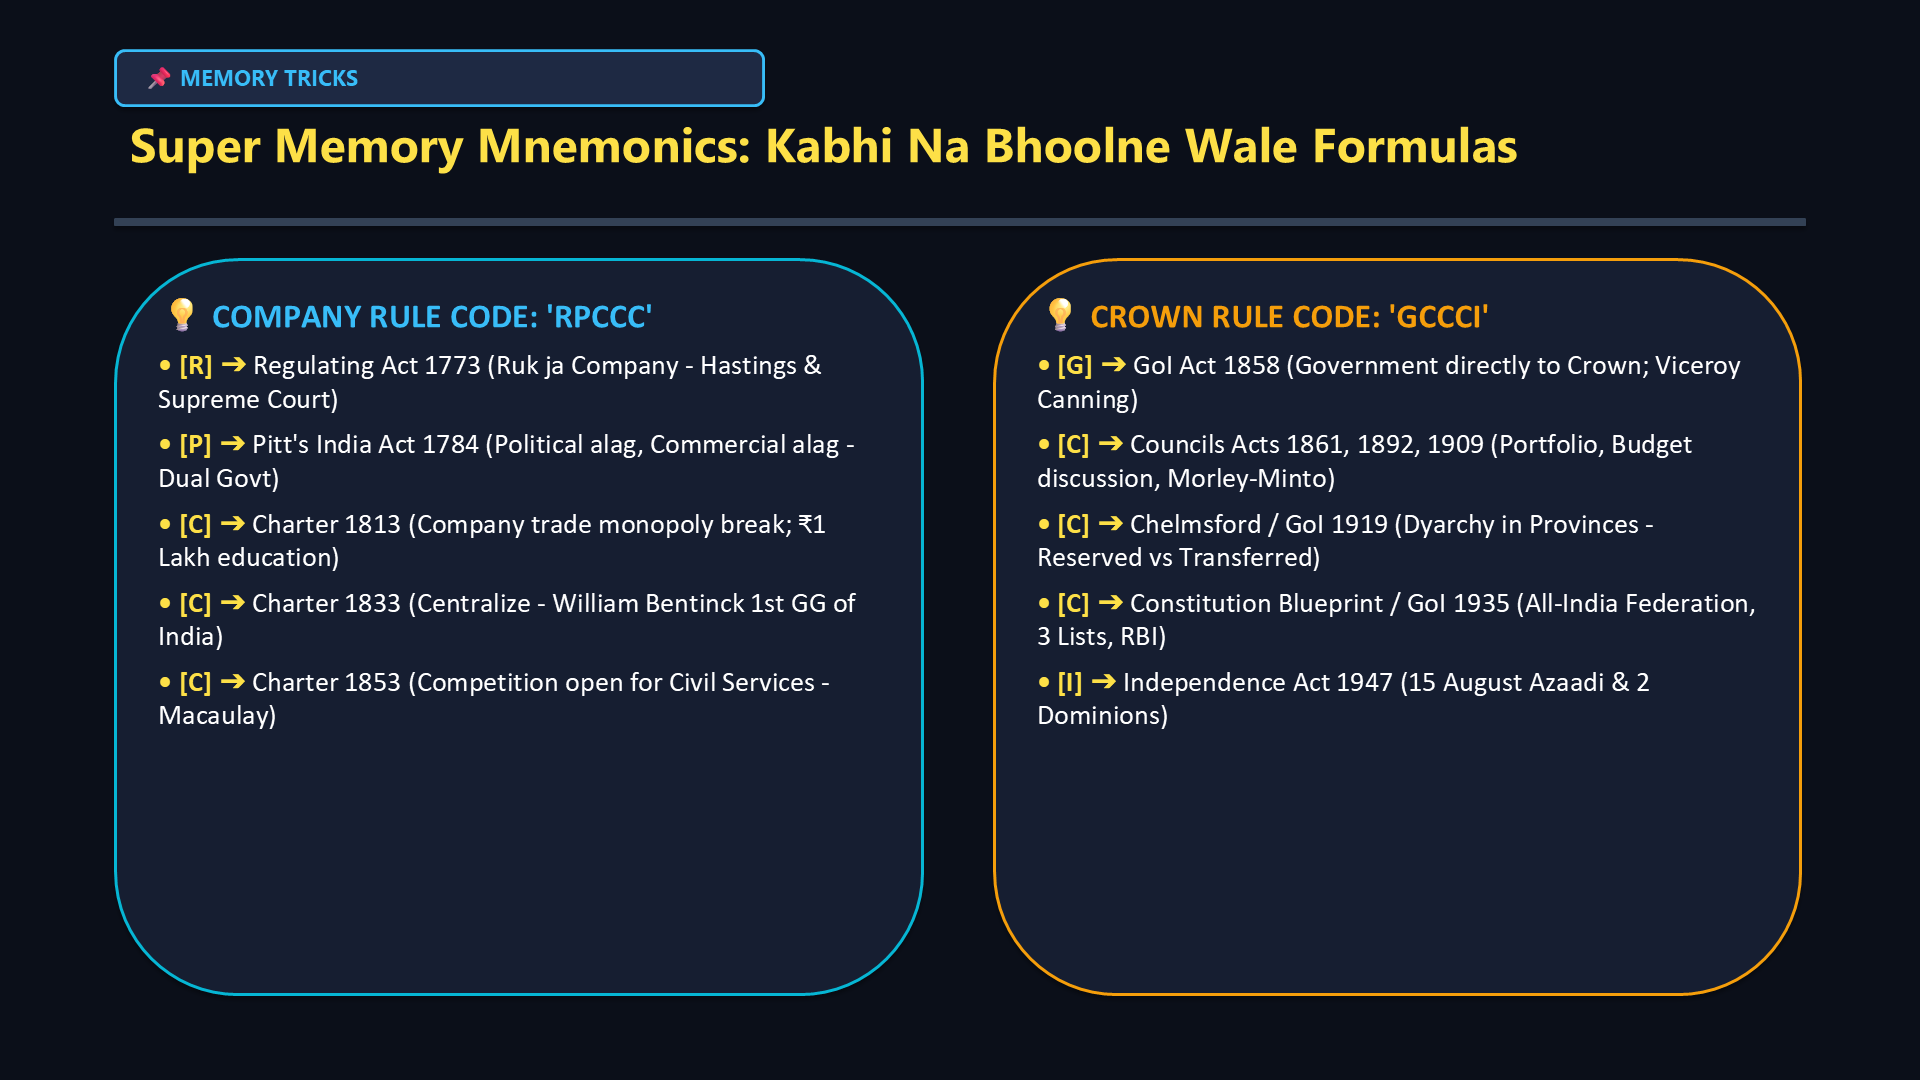 📌 MEMORY TRICKS
Super Memory Mnemonics: Kabhi Na Bhoolne Wale Formulas
💡 COMPANY RULE CODE: 'RPCCC'
• [R] ➔ Regulating Act 1773 (Ruk ja Company - Hastings &
Supreme Court)
• [P] ➔ Pitt's India Act 1784 (Political alag, Commercial alag -
Dual Govt)
• [C] ➔ Charter 1813 (Company trade monopoly break; ₹1
Lakh education)
• [C] ➔ Charter 1833 (Centralize - William Bentinck 1st GG of
India)
• [C] ➔ Charter 1853 (Competition open for Civil Services -
Macaulay)
💡 CROWN RULE CODE: 'GCCCI'
• [G] ➔ GoI Act 1858 (Government directly to Crown; Viceroy
Canning)
• [C] ➔ Councils Acts 1861, 1892, 1909 (Portfolio, Budget
discussion, Morley-Minto)
• [C] ➔ Chelmsford / GoI 1919 (Dyarchy in Provinces -
Reserved vs Transferred)
• [C] ➔ Constitution Blueprint / GoI 1935 (All-India Federation,
3 Lists, RBI)
• [I] ➔ Independence Act 1947 (15 August Azaadi & 2
Dominions)